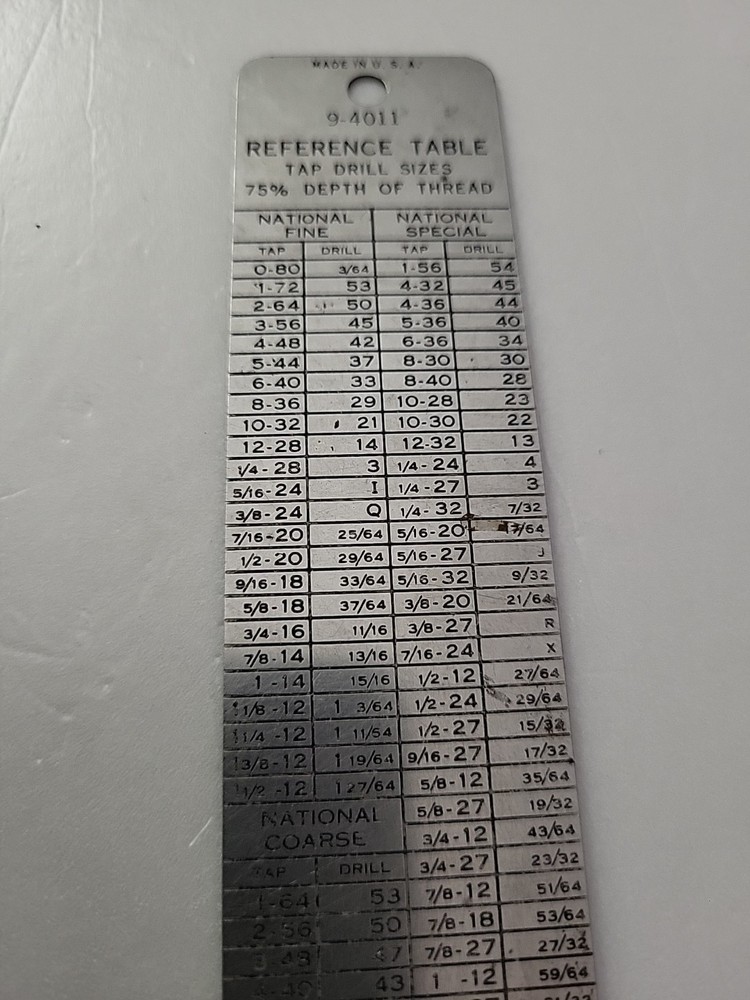 MADE IN U.S.A.
9-4011
REFERENCE TABLE
TAP DRILL SIZES
75% DEPTH OF THREAD
NATIONAL FINE NATIONAL SPECIAL
TAP DRILL TAP DRILL
0-80 3/64 1-56 54
1-72 53 4-32 45
2-64 50 4-36 44
3-56 45 5-36 40
4-48 42 6-36 34
5-44 37 8-30 30
6-40 33 8-40 28
8-36 29 10-28 23
10-32 21 10-30 22
12-28 14 12-32 13
1/4-28 3 1/4-24 4
5/16-24 I 1/4-27 3
3/8-24 Q 1/4-32 7/32
7/16-20 25/64 5/16-20 17/64
1/2-20 29/64 5/16-27 J
9/16-18 33/64 5/16-32 9/32
5/8-18 37/64 3/8-20 21/64
3/4-16 11/16 3/8-27 R
7/8-14 13/16 7/16-24 X
1-14 15/16 1/2-12 27/64
1 1/8-12 1 3/64 1/2-24 29/64
1 1/4-12 1 11/64 1/2-27 15/32
1 3/8-12 1 19/64 9/16-27 17/32
1 1/2-12 1 27/64 5/8-12 35/64
NATIONAL 5/8-27 19/32
COARSE 3/4-12 43/64
TAP DRILL 3/4-27 23/32
1-64 53 7/8-12 51/64
2-56 50 7/8-18 53/64
3-48 47 7/8-27 27/32
4-40 43 1-12 59/64